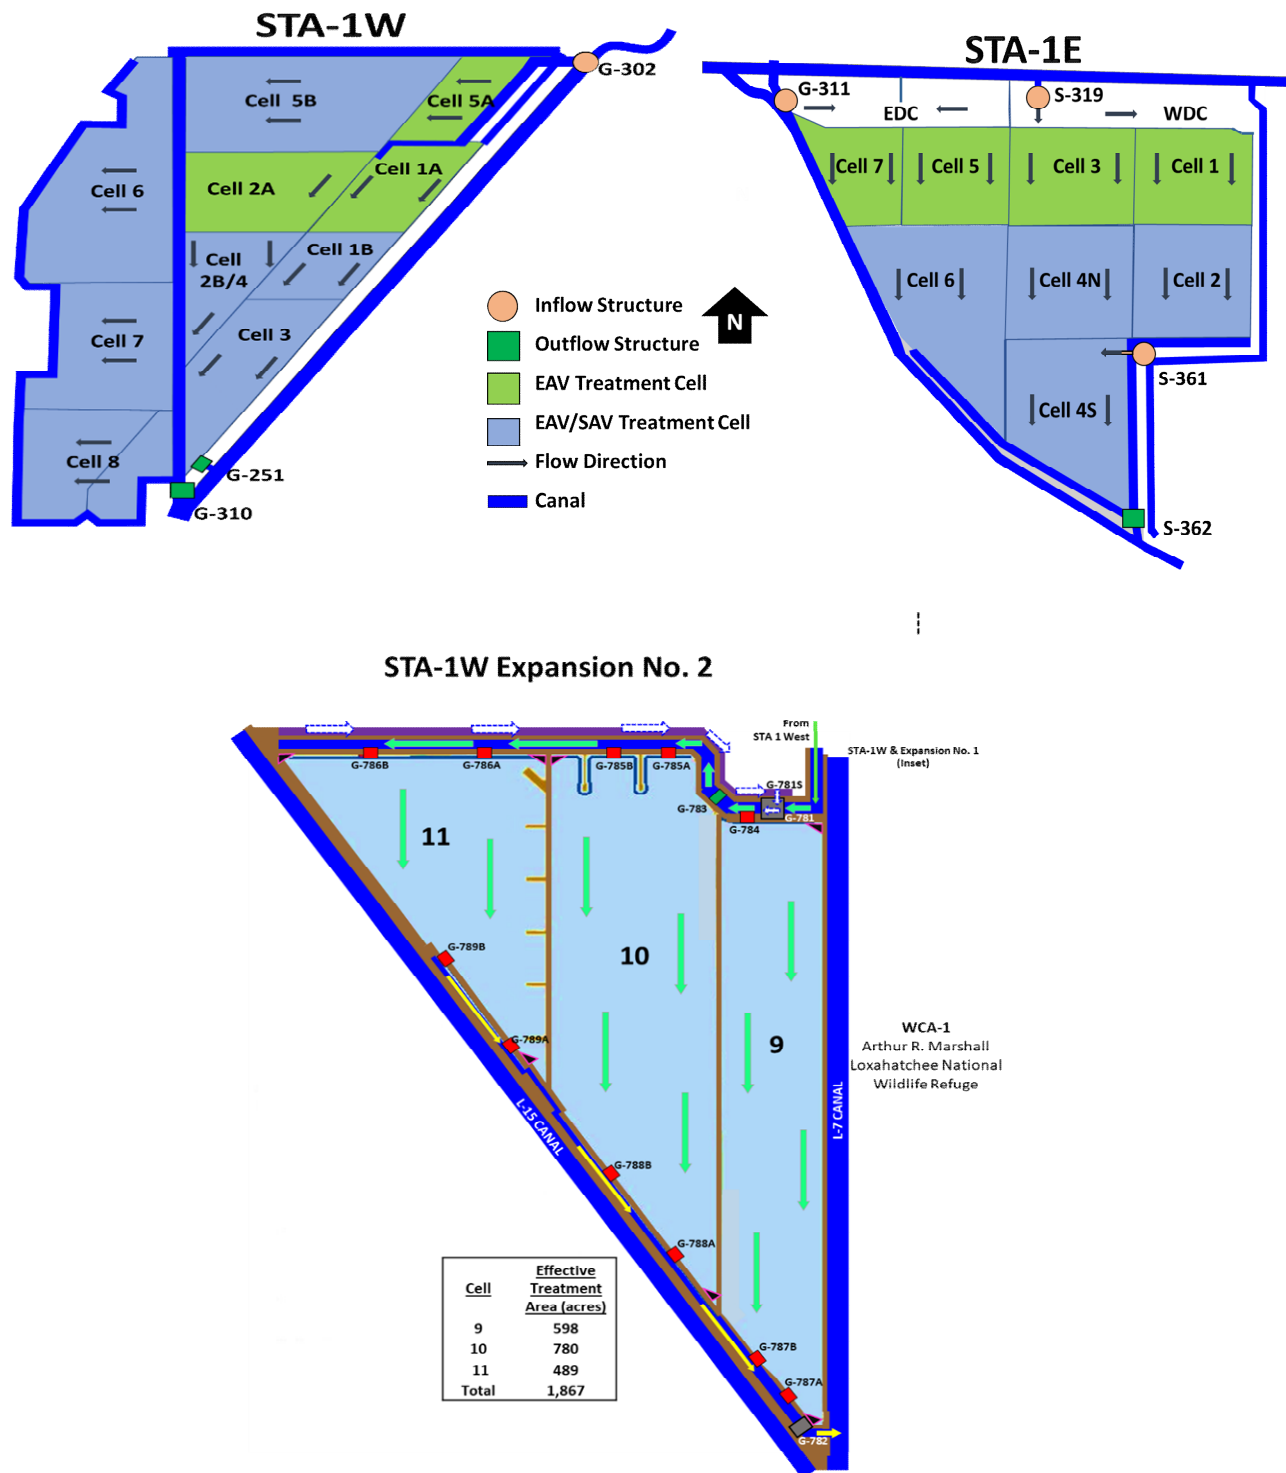 STA-1W
G-302
Cell 5B
Cell 5A
Cell 1A
Cell 2A
Cell 6
Cell 1B
Cell
2B/4
Cell 3
Cell 7
Cell 8
G-251
G-310
STA-1E
G-311
S-319
EDC
WDC
Cell 7
Cell 5
Cell 3
Cell 1
Cell 6
Cell 4N
Cell 2
S-361
Cell 4S
S-362
Inflow Structure
N
Outflow Structure
EAV Treatment Cell
EAV/SAV Treatment Cell
Flow Direction
Canal
STA-1W Expansion No. 2
From
STA 1 West
STA-1W & Expansion No. 1
(Inset)
G-786B
G-786A
G-785B
G-785A
G-781S
G-783
G-781
G-784
11
10
9
G-789B
G-789A
WCA-1
Arthur R. Marshall
Loxahatchee National
Wildlife Refuge
L-7 CANAL
L-15 CANAL
G-788B
G-788A
G-787B
G-787A
G-782
Cell Effective
Treatment
Area (acres)
9 598
10 780
11 489
Total 1,867